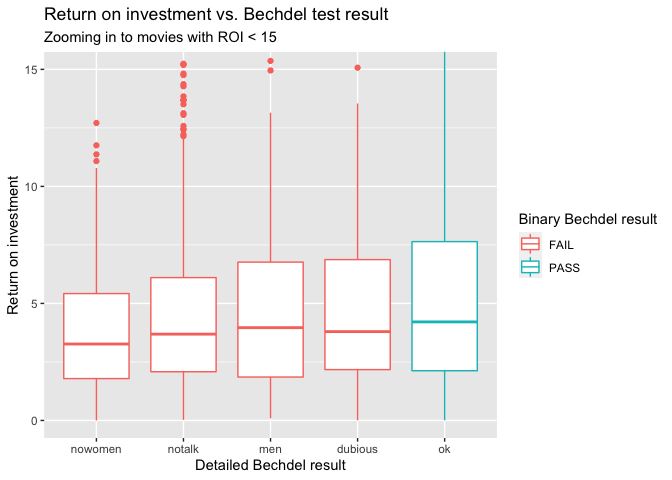 Return on investment vs. Bechdel test result
Zooming in to movies with ROI < 15
15
10
5
0
Return on investment
nowomen notalk men dubious ok
Detailed Bechdel result
Binary Bechdel result
FAIL
PASS